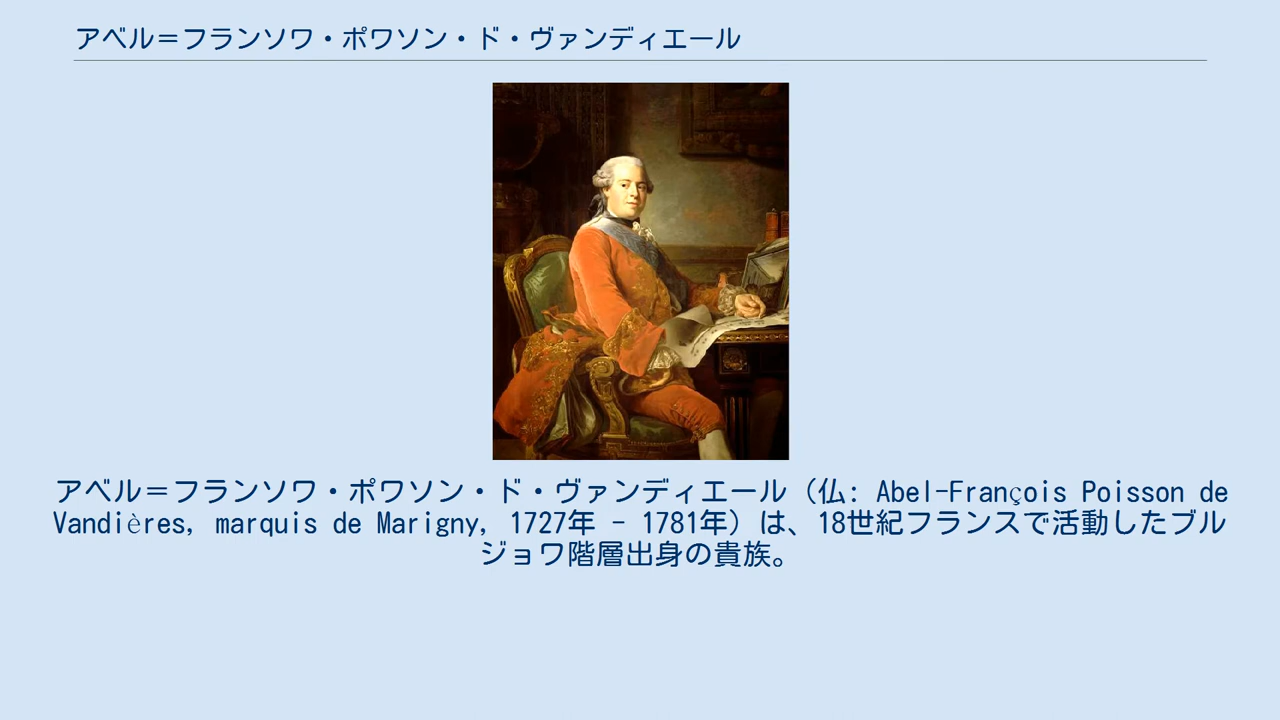 アベル＝フランソワ・ポワソン・ド・ヴァンディエール
アベル＝フランソワ・ポワソン・ド・ヴァンディエール（仏: Abel-François Poisson de
Vandières, marquis de Marigny, 1727年 - 1781年）は、18世紀フランスで活動したブル
ジョワ階層出身の貴族。